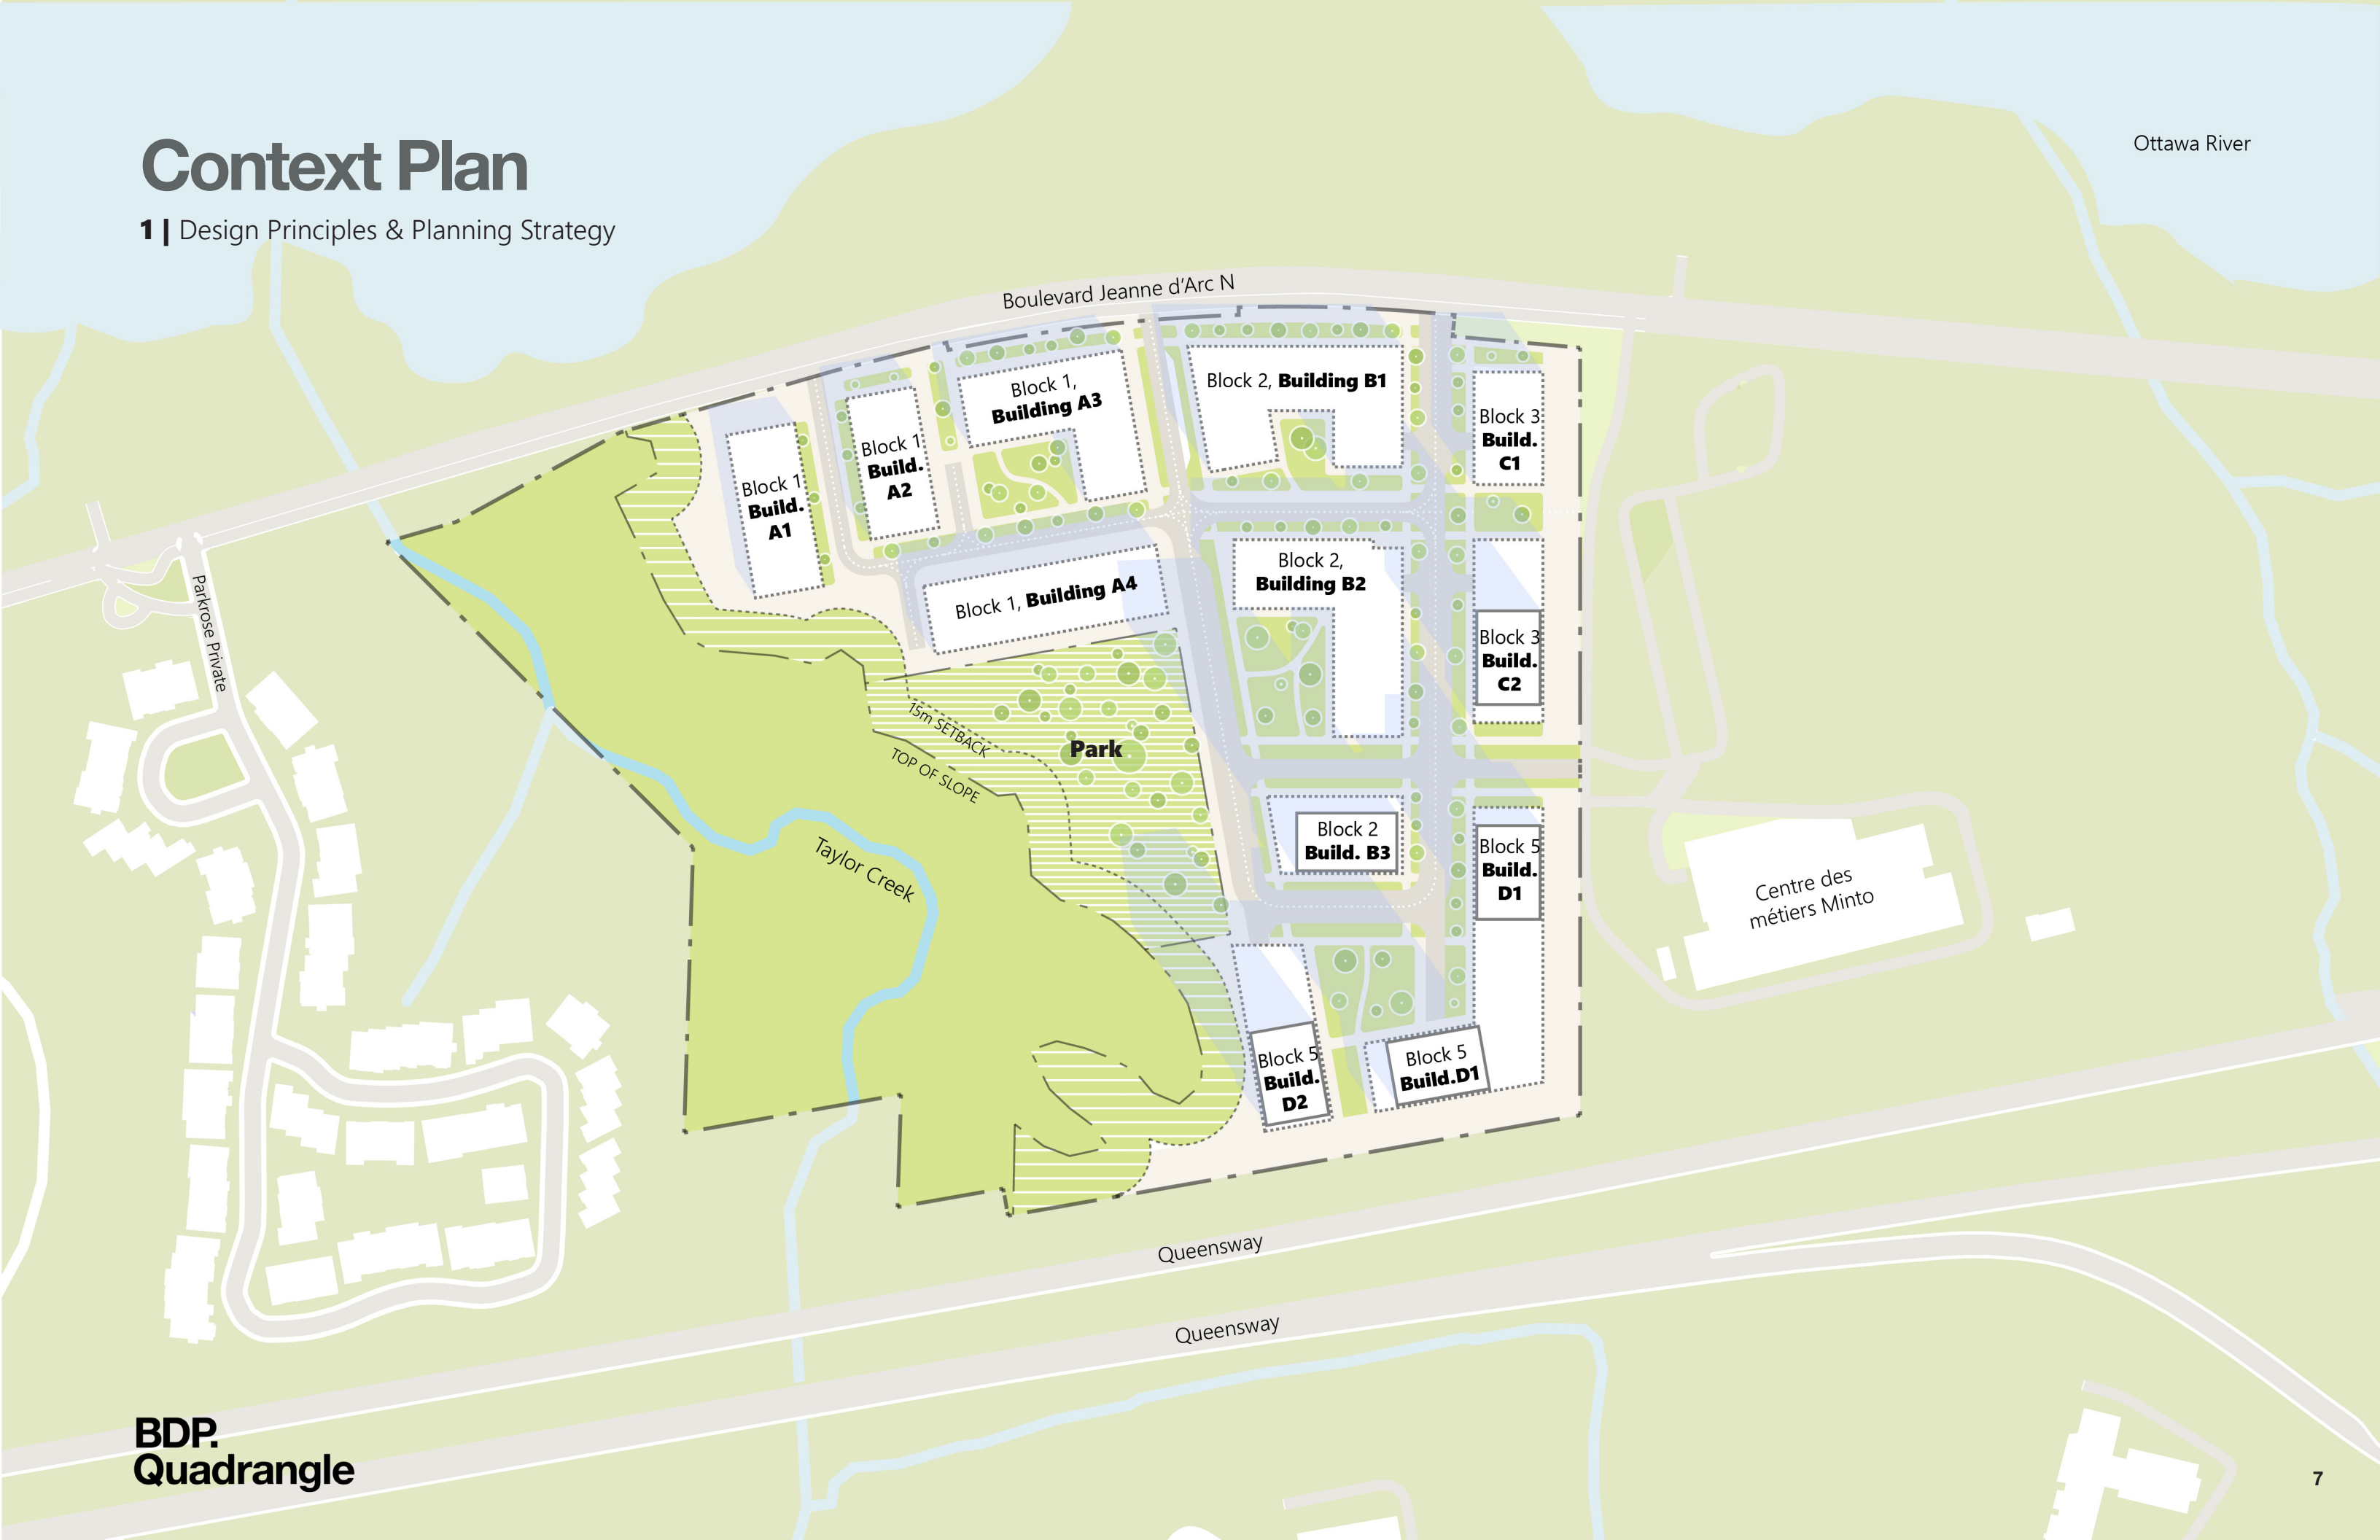 Context Plan
1 | Design Principles & Planning Strategy
Ottawa River
Boulevard Jeanne d'Arc N
Parkrose Private
Block 1
Build.
A1
Block 1
Build.
A2
Block 1,
Building A3
Block 1, Building A4
Block 2, Building B1
Block 2,
Building B2
Block 2
Build. B3
Block 3
Build.
C1
Block 3
Build.
C2
Block 5
Build.
D1
Block 5
Build.D1
Block 5
Build.
D2
15m SETBACK
TOP OF SLOPE
Park
Taylor Creek
Centre des
métiers Minto
Queensway
Queensway
BDP.
Quadrangle
7